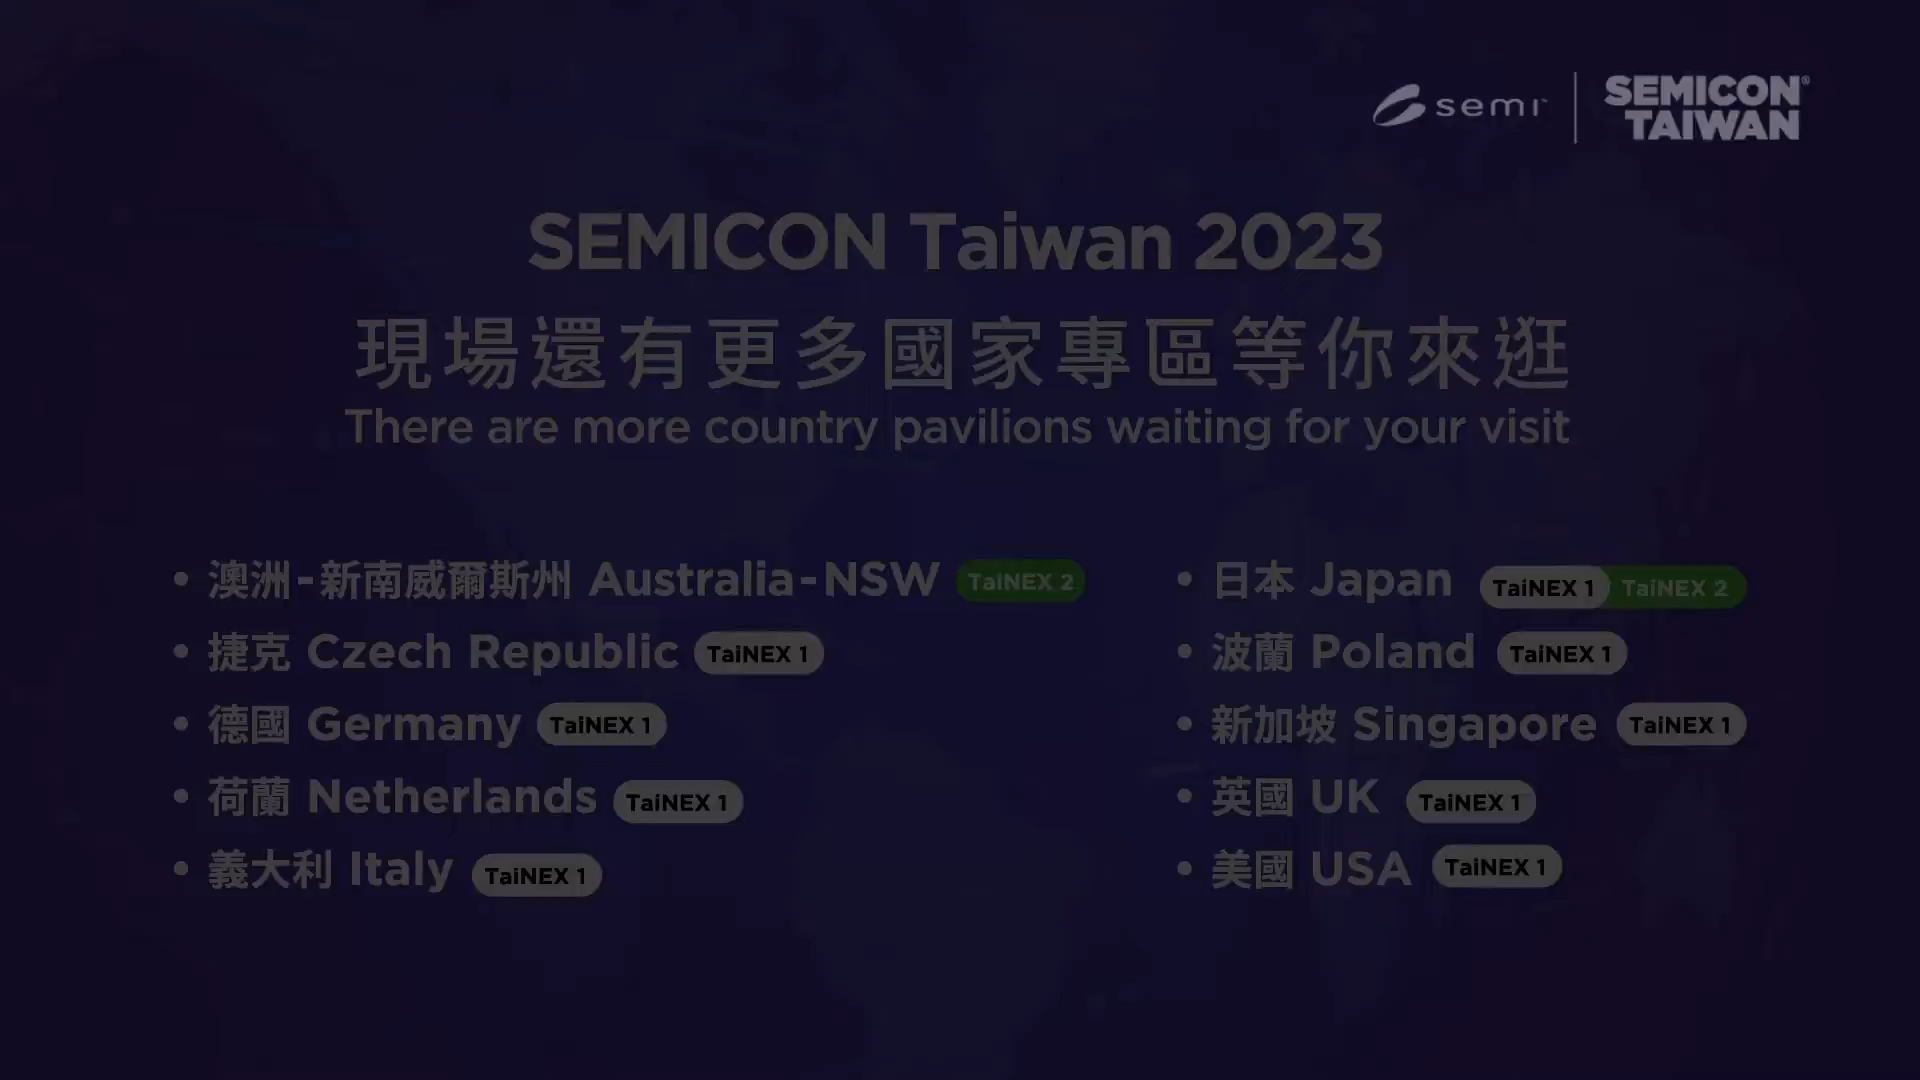 semi
SEMICON®
TAIWAN
SEMICON Taiwan 2023
現場還有更多國家專區等你來逛
There are more country pavilions waiting for your visit
• 澳洲-新南威爾斯州 Australia-NSW TaiNEX 2
• 捷克 Czech Republic TaiNEX 1
• 德國 Germany TaiNEX 1
• 荷蘭 Netherlands TaiNEX 1
• 義大利 Italy TaiNEX 1
• 日本 Japan TaiNEX 1 TaiNEX 2
• 波蘭 Poland TaiNEX 1
• 新加坡 Singapore TaiNEX 1
• 英國 UK TaiNEX 1
• 美國 USA TaiNEX 1